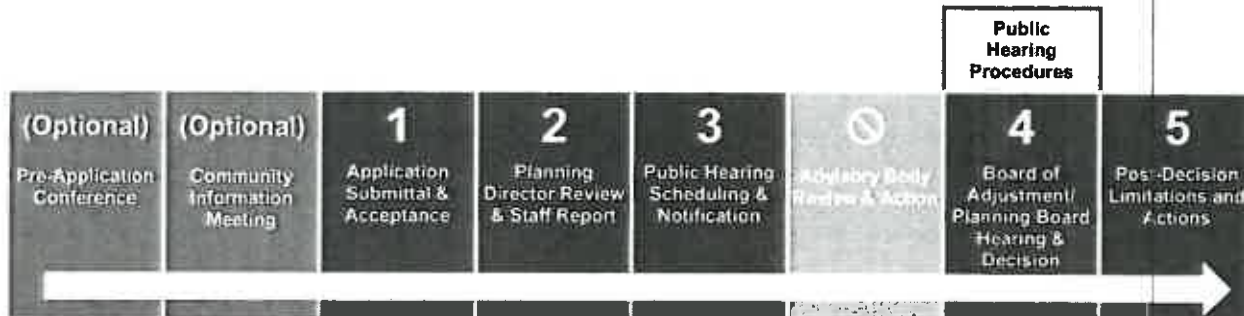 Public
Hearing
Procedures
(Optional)
Pre-Application
Conference
(Optional)
Community
Information
Meeting
1
Application
Submittal &
Acceptance
2
Planning
Director Review
& Staff Report
3
Public Hearing
Scheduling &
Notification
Advisory Body
Review & Action
4
Board of
Adjustment/
Planning Board
Hearing &
Decision
5
Post-Decision
Limitations and
Actions